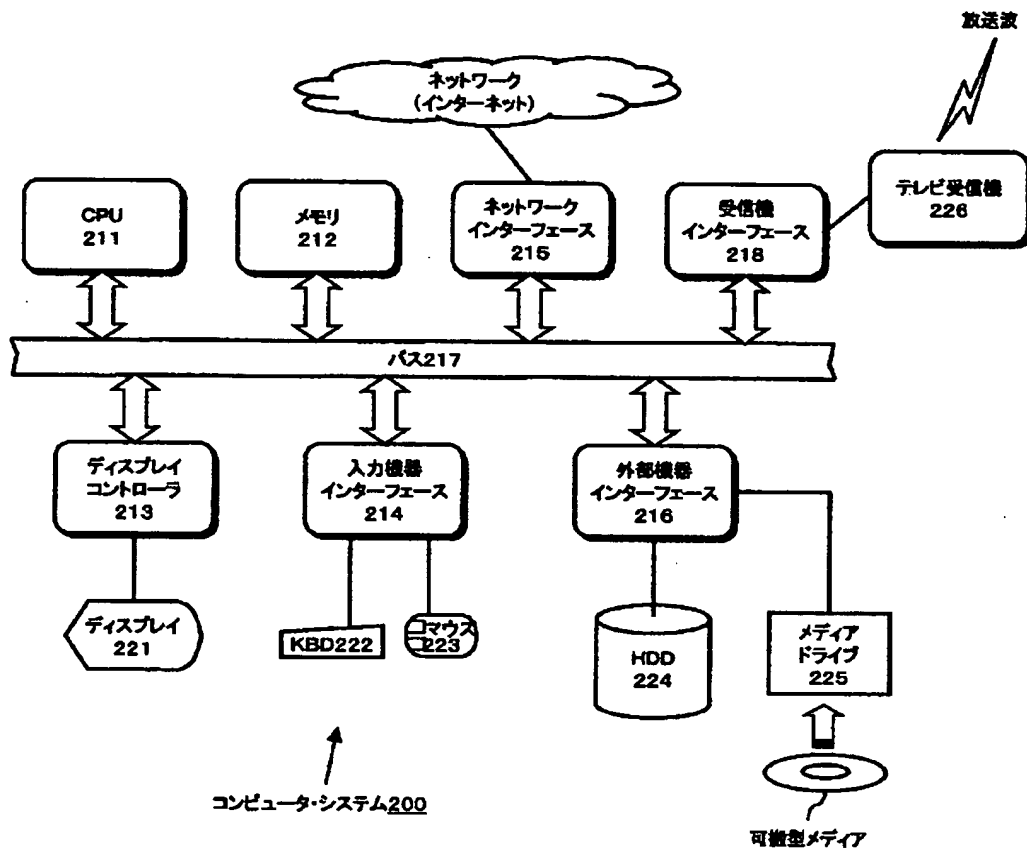 放送波
ネットワーク
(インターネット)
CPU
211
メモリ
212
ネットワーク
インターフェース
215
受信機
インターフェース
218
テレビ受信機
226
バス217
ディスプレイ
コントローラ
213
入力機器
インターフェース
214
外部機器
インターフェース
216
ディスプレイ
221
KBD222
マウス
223
HDD
224
メディア
ドライブ
225
コンピュータ・システム200
可搬型メディア